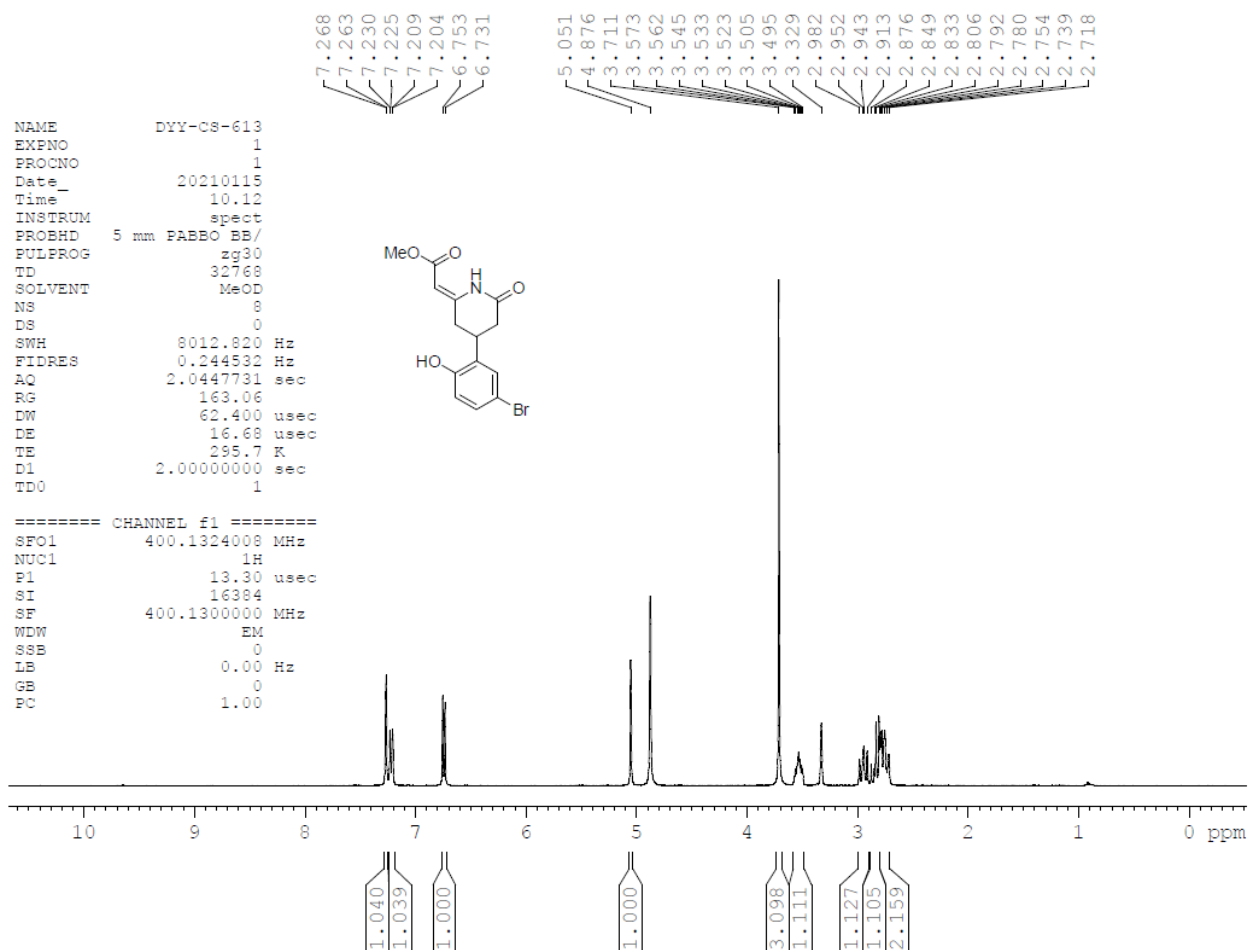 7.268
7.263
7.230
7.225
7.209
7.204
6.753
6.731
5.051
4.876
3.711
3.573
3.562
3.545
3.533
3.523
3.505
3.495
3.329
2.982
2.952
2.943
2.913
2.876
2.849
2.833
2.806
2.792
2.780
2.754
2.739
2.718
NAME DYY-CS-613
EXPNO 1
PROCNO 1
Date_ 20210115
Time 10.12
INSTRUM spect
PROBHD 5 mm PABBO BB/
PULPROG zg30
TD 32768
SOLVENT MeOD
NS 8
DS 0
SWH 8012.820 Hz
FIDRES 0.244532 Hz
AQ 2.0447731 sec
RG 163.06
DW 62.400 usec
DE 16.68 usec
TE 295.7 K
D1 2.00000000 sec
TD0 1
======== CHANNEL f1 ========
SFO1 400.1324008 MHz
NUC1 1H
P1 13.30 usec
SI 16384
SF 400.1300000 MHz
WDW EM
SSB 0
LB 0.00 Hz
GB 0
PC 1.00
MeO O
H
N O
HO
Br
10 9 8 7 6 5 4 3 2 1 0 ppm
1.040
1.039
1.000
1.000
3.098
1.111
1.127
1.105
2.159